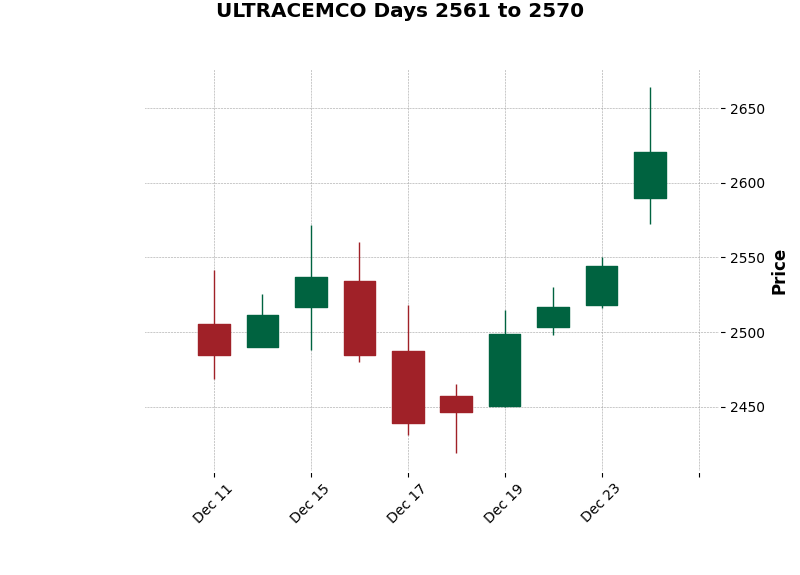 ULTRACEMCO Days 2561 to 2570
2650
2600
2550
2500
2450
Price
Dec 11
Dec 15
Dec 17
Dec 19
Dec 23